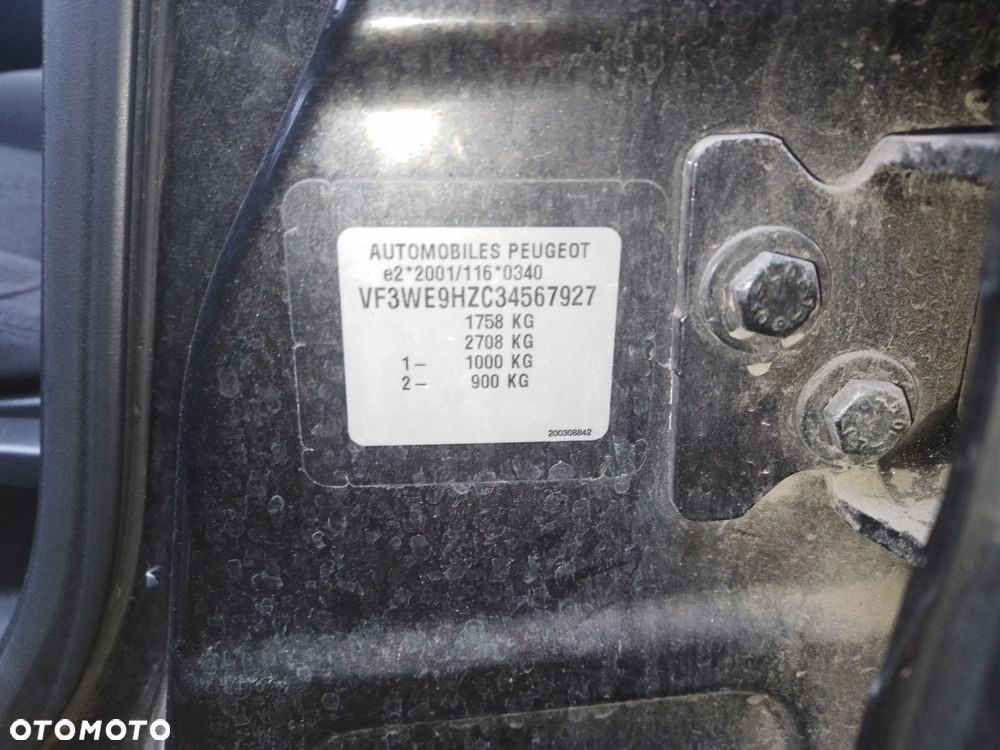 AUTOMOBILES PEUGEOT
e2*2001/116*0340
VF3WE9HZC34567927
1758 KG
2708 KG
1– 1000 KG
2– 900 KG
200308842
OTOMOTO